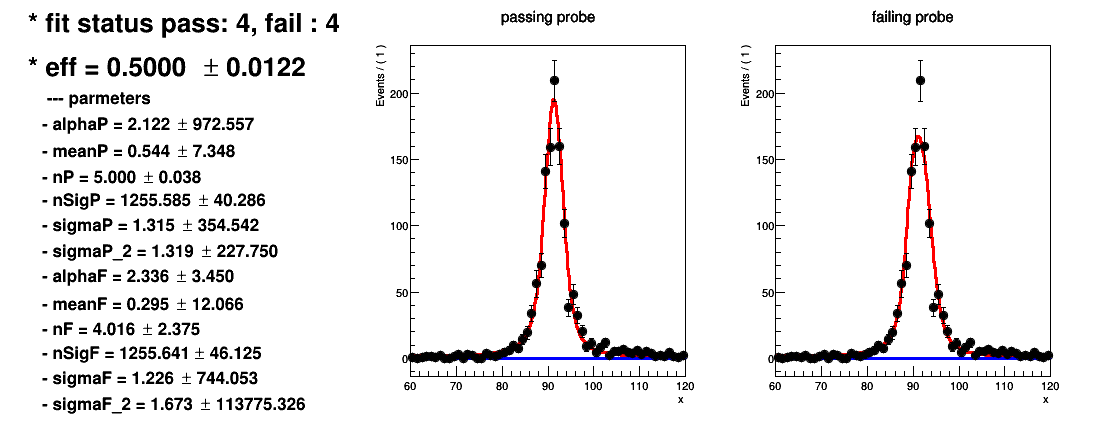 * fit status pass: 4, fail : 4
* eff = 0.5000 ± 0.0122
--- parmeters
- alphaP = 2.122 ± 972.557
- meanP = 0.544 ± 7.348
- nP = 5.000 ± 0.038
- nSigP = 1255.585 ± 40.286
- sigmaP = 1.315 ± 354.542
- sigmaP_2 = 1.319 ± 227.750
- alphaF = 2.336 ± 3.450
- meanF = 0.295 ± 12.066
- nF = 4.016 ± 2.375
- nSigF = 1255.641 ± 46.125
- sigmaF = 1.226 ± 744.053
- sigmaF_2 = 1.673 ± 113775.326
passing probe
Events / ( 1 )
200
150
100
50
0
60 70 80 90 100 110 120
x
failing probe
Events / ( 1 )
200
150
100
50
0
60 70 80 90 100 110 120
x